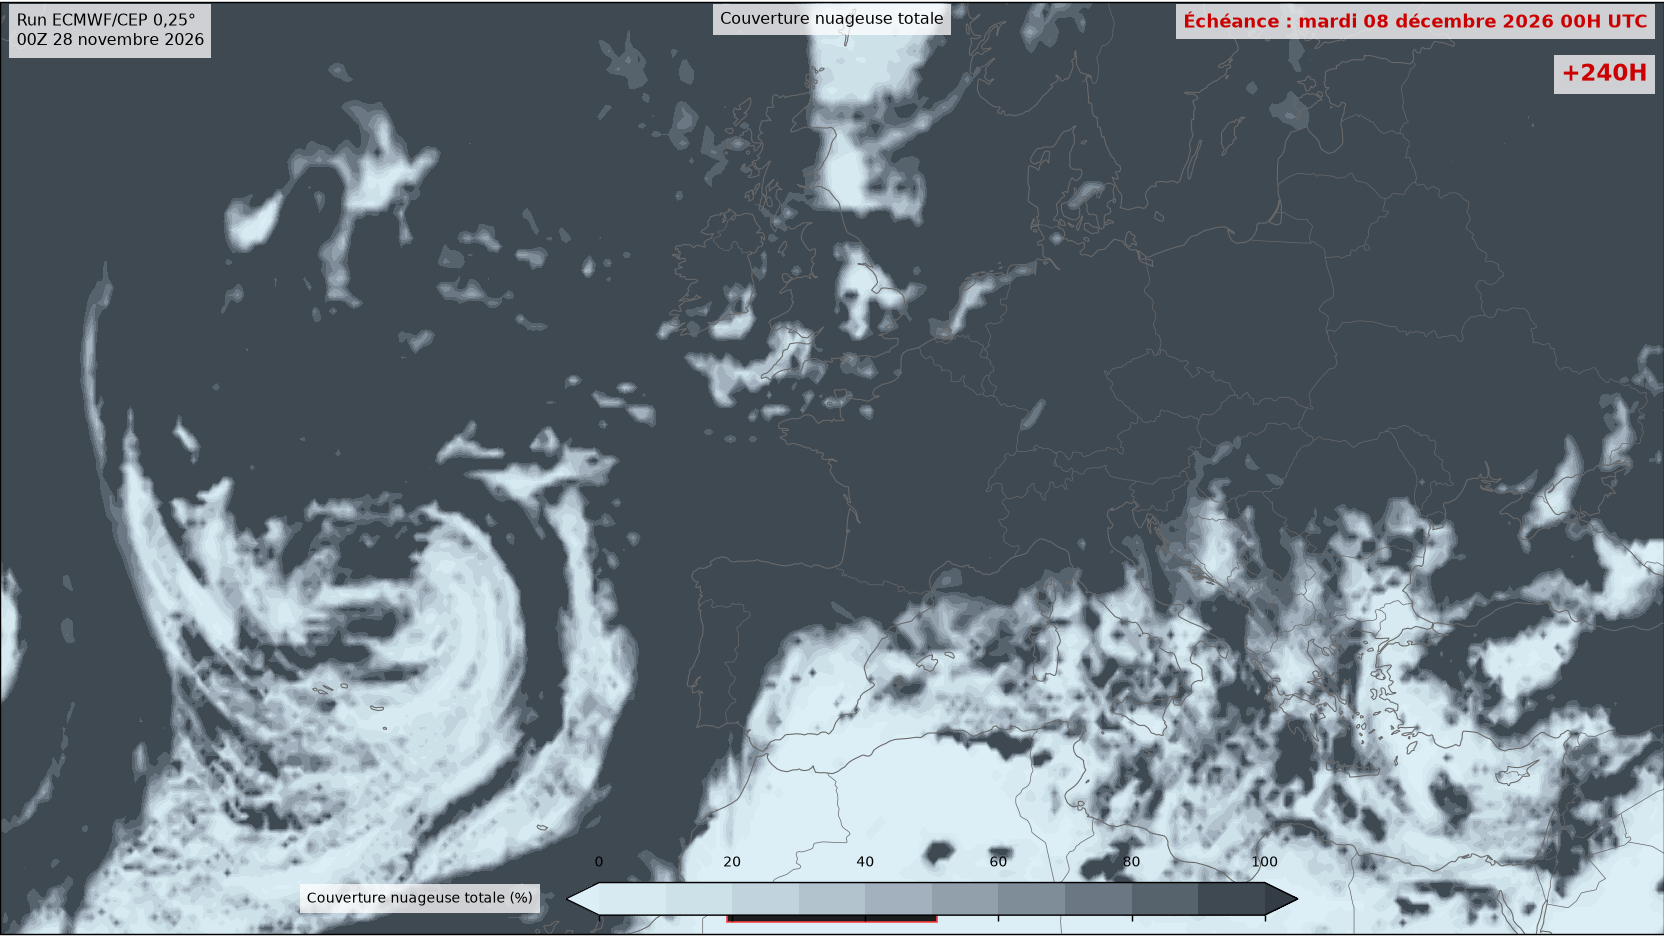 Run ECMWF/CEP 0,25°
00Z 28 novembre 2026
Couverture nuageuse totale
Échéance : mardi 08 décembre 2026 00H UTC
+240H
0 20 40 60 80 100
Couverture nuageuse totale (%)